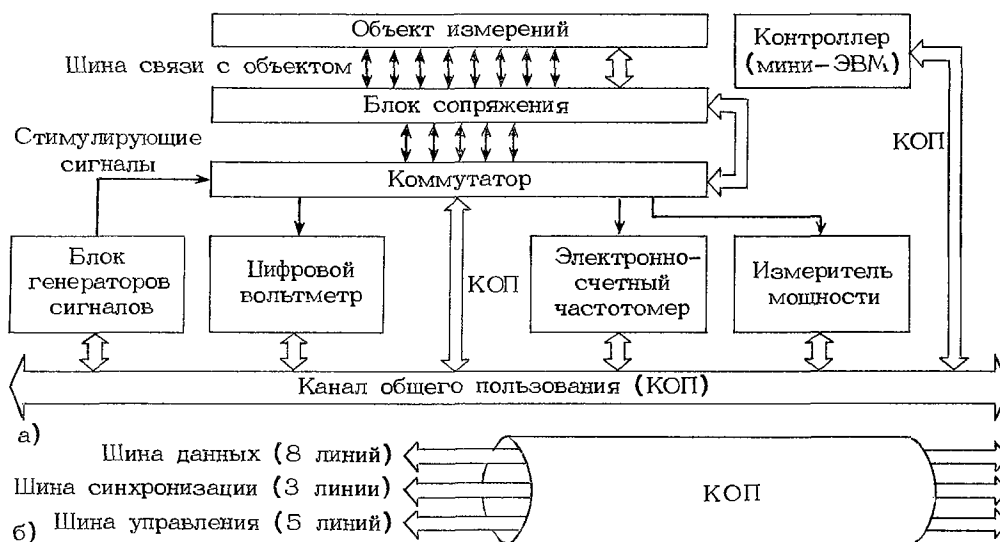 Объект измерений
Контроллер
(мини-ЭВМ)
Шина связи с объектом
Блок сопряжения
КОП
Стимулирующие
сигналы
Коммутатор
Блок
генераторов
сигналов
Цифровой
вольтметр
КОП
Электронно-
счетный
частотомер
Измеритель
мощности
Канал общего пользования (КОП)
а)
Шина данных (8 линий)
Шина синхронизации (3 линии)
КОП
б) Шина управления (5 линий)